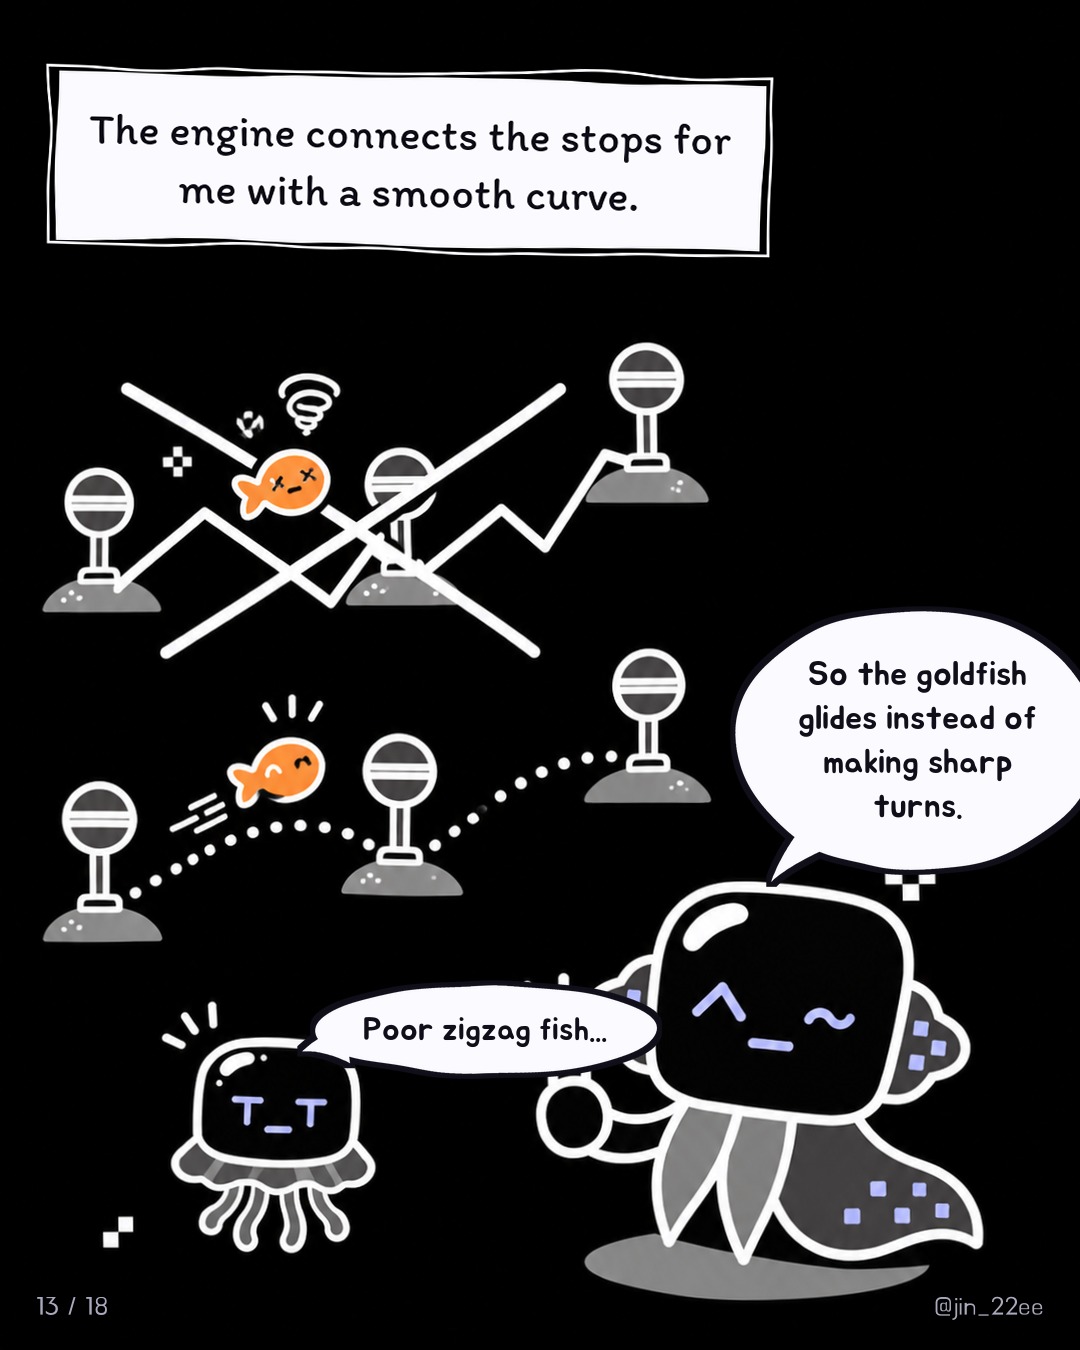 The engine connects the stops for
me with a smooth curve.
So the goldfish
glides instead of
making sharp
turns.
Poor zigzag fish...
T_T
13 / 18
@jin_22ee